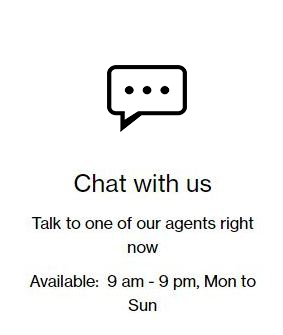 Chat with us
Talk to one of our agents right
now
Available:  9 am - 9 pm, Mon to
Sun